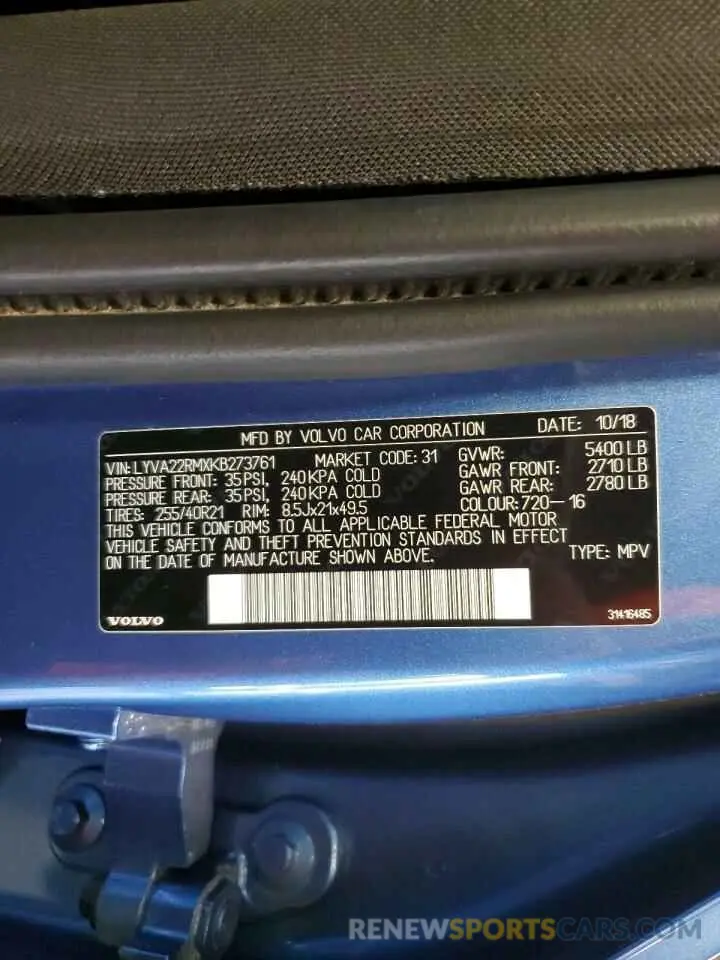 MFD BY VOLVO CAR CORPORATION DATE: 10/18
VIN: LYVA22RMXKB273761 MARKET CODE: 31 GVWR: 5400 LB
PRESSURE FRONT: 35PSI, 240KPA COLD GAWR FRONT: 2710 LB
PRESSURE REAR: 35PSI, 240KPA COLD GAWR REAR: 2780 LB
TIRES: 255/40R21 RIM: 8.5Jx21x49.5 COLOUR: 720-16
THIS VEHICLE CONFORMS TO ALL APPLICABLE FEDERAL MOTOR
VEHICLE SAFETY AND THEFT PREVENTION STANDARDS IN EFFECT
ON THE DATE OF MANUFACTURE SHOWN ABOVE. TYPE: MPV
VOLVO 31416485
RENEWSPORTSCARS.COM